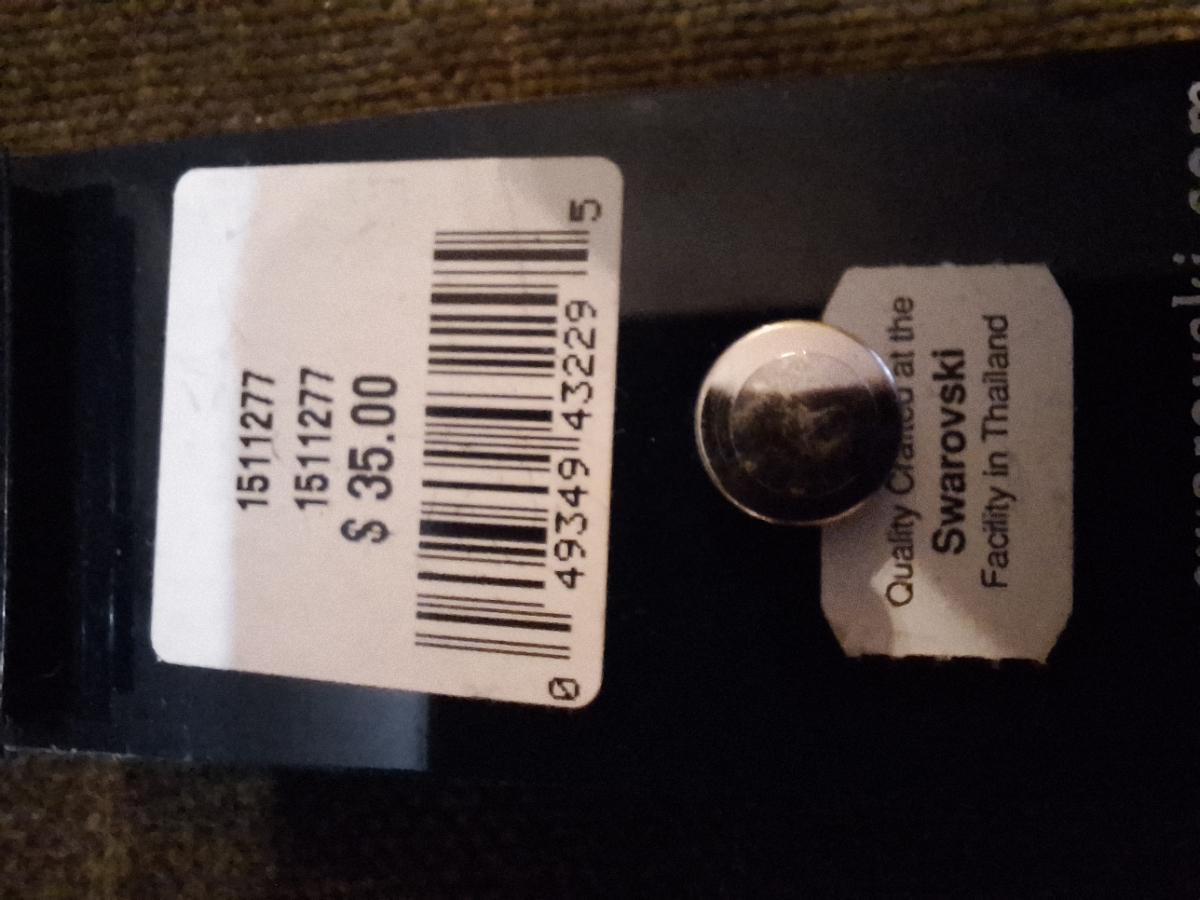 1511277
1511277
$ 35.00
0 49349 43229 5
Quality Crafted at the
Swarovski
Facility in Thailand